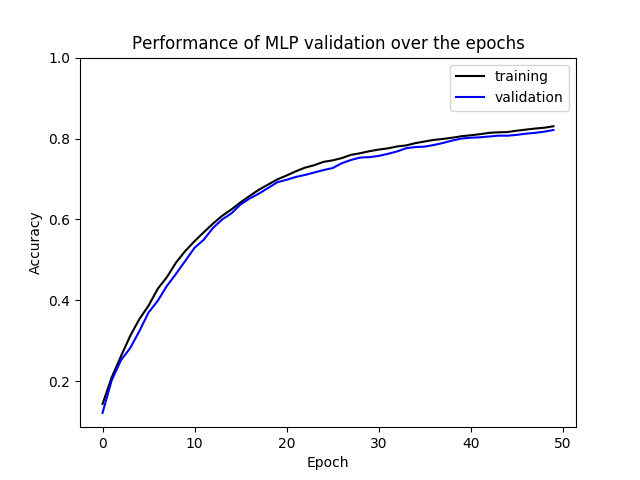 Performance of MLP validation over the epochs
training
validation
Accuracy
1.0
0.8
0.6
0.4
0.2
0 10 20 30 40 50
Epoch